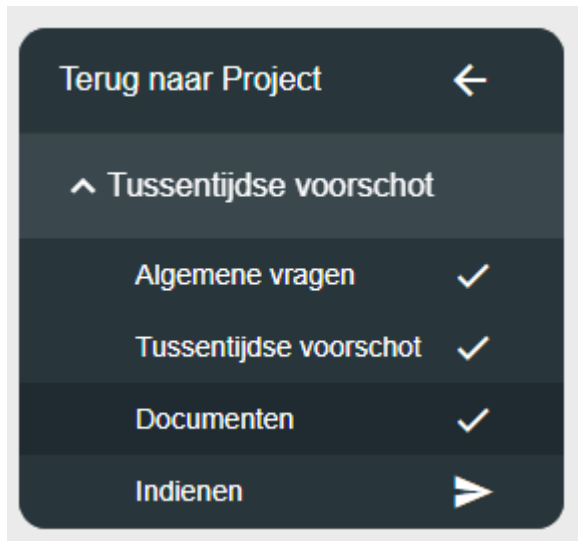 Terug naar Project
Tussentijdse voorschot
Algemene vragen
Tussentijdse voorschot
Documenten
Indienen